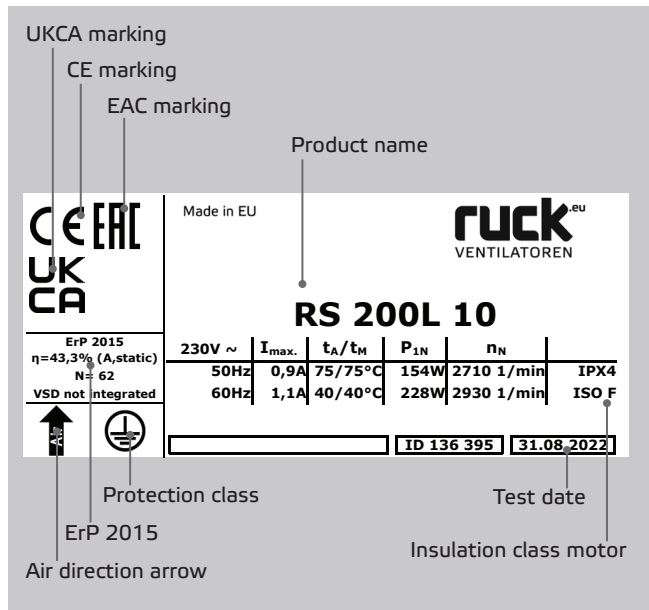 UKCA marking
CE marking
EAC marking
Product name
CE EAC
UK
CA
Made in EU
ruck.eu
VENTILATOREN
RS 200L 10
ErP 2015
η=43,3% (A,static)
N= 62
VSD not integrated
230V ~ Imax. tA/tM P1N nN
50Hz 0,9A 75/75°C 154W 2710 1/min IPX4
60Hz 1,1A 40/40°C 228W 2930 1/min ISO F
Air
ID 136 395 31.08.2022
Protection class
Test date
ErP 2015
Insulation class motor
Air direction arrow